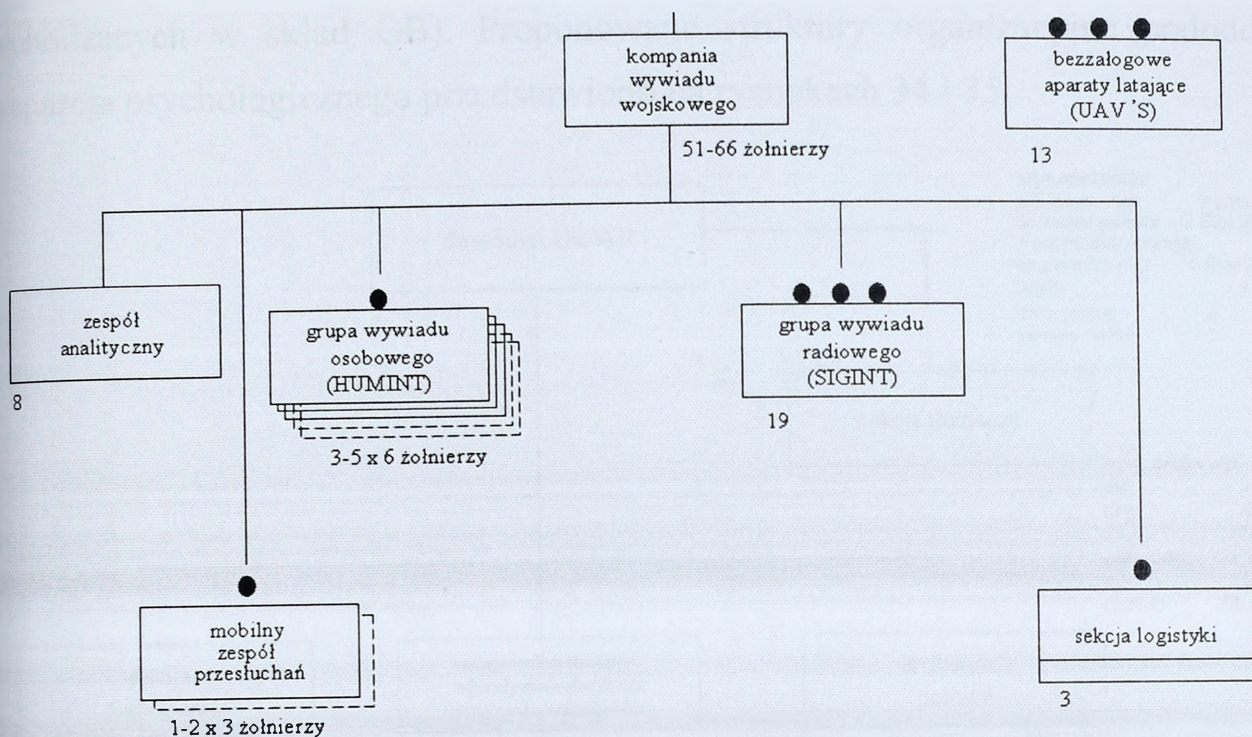 kompania
wywiadu
wojskowego
51-66 żołnierzy
bezzałogowe
aparaty latające
(UAV'S)
13
zespół
analityczny
8
grupa wywiadu
osobowego
(HUMINT)
3-5 x 6 żołnierzy
grupa wywiadu
radiowego
(SIGINT)
19
mobilny
zespół
przesłuchań
1-2 x 3 żołnierzy
sekcja logistyki
3